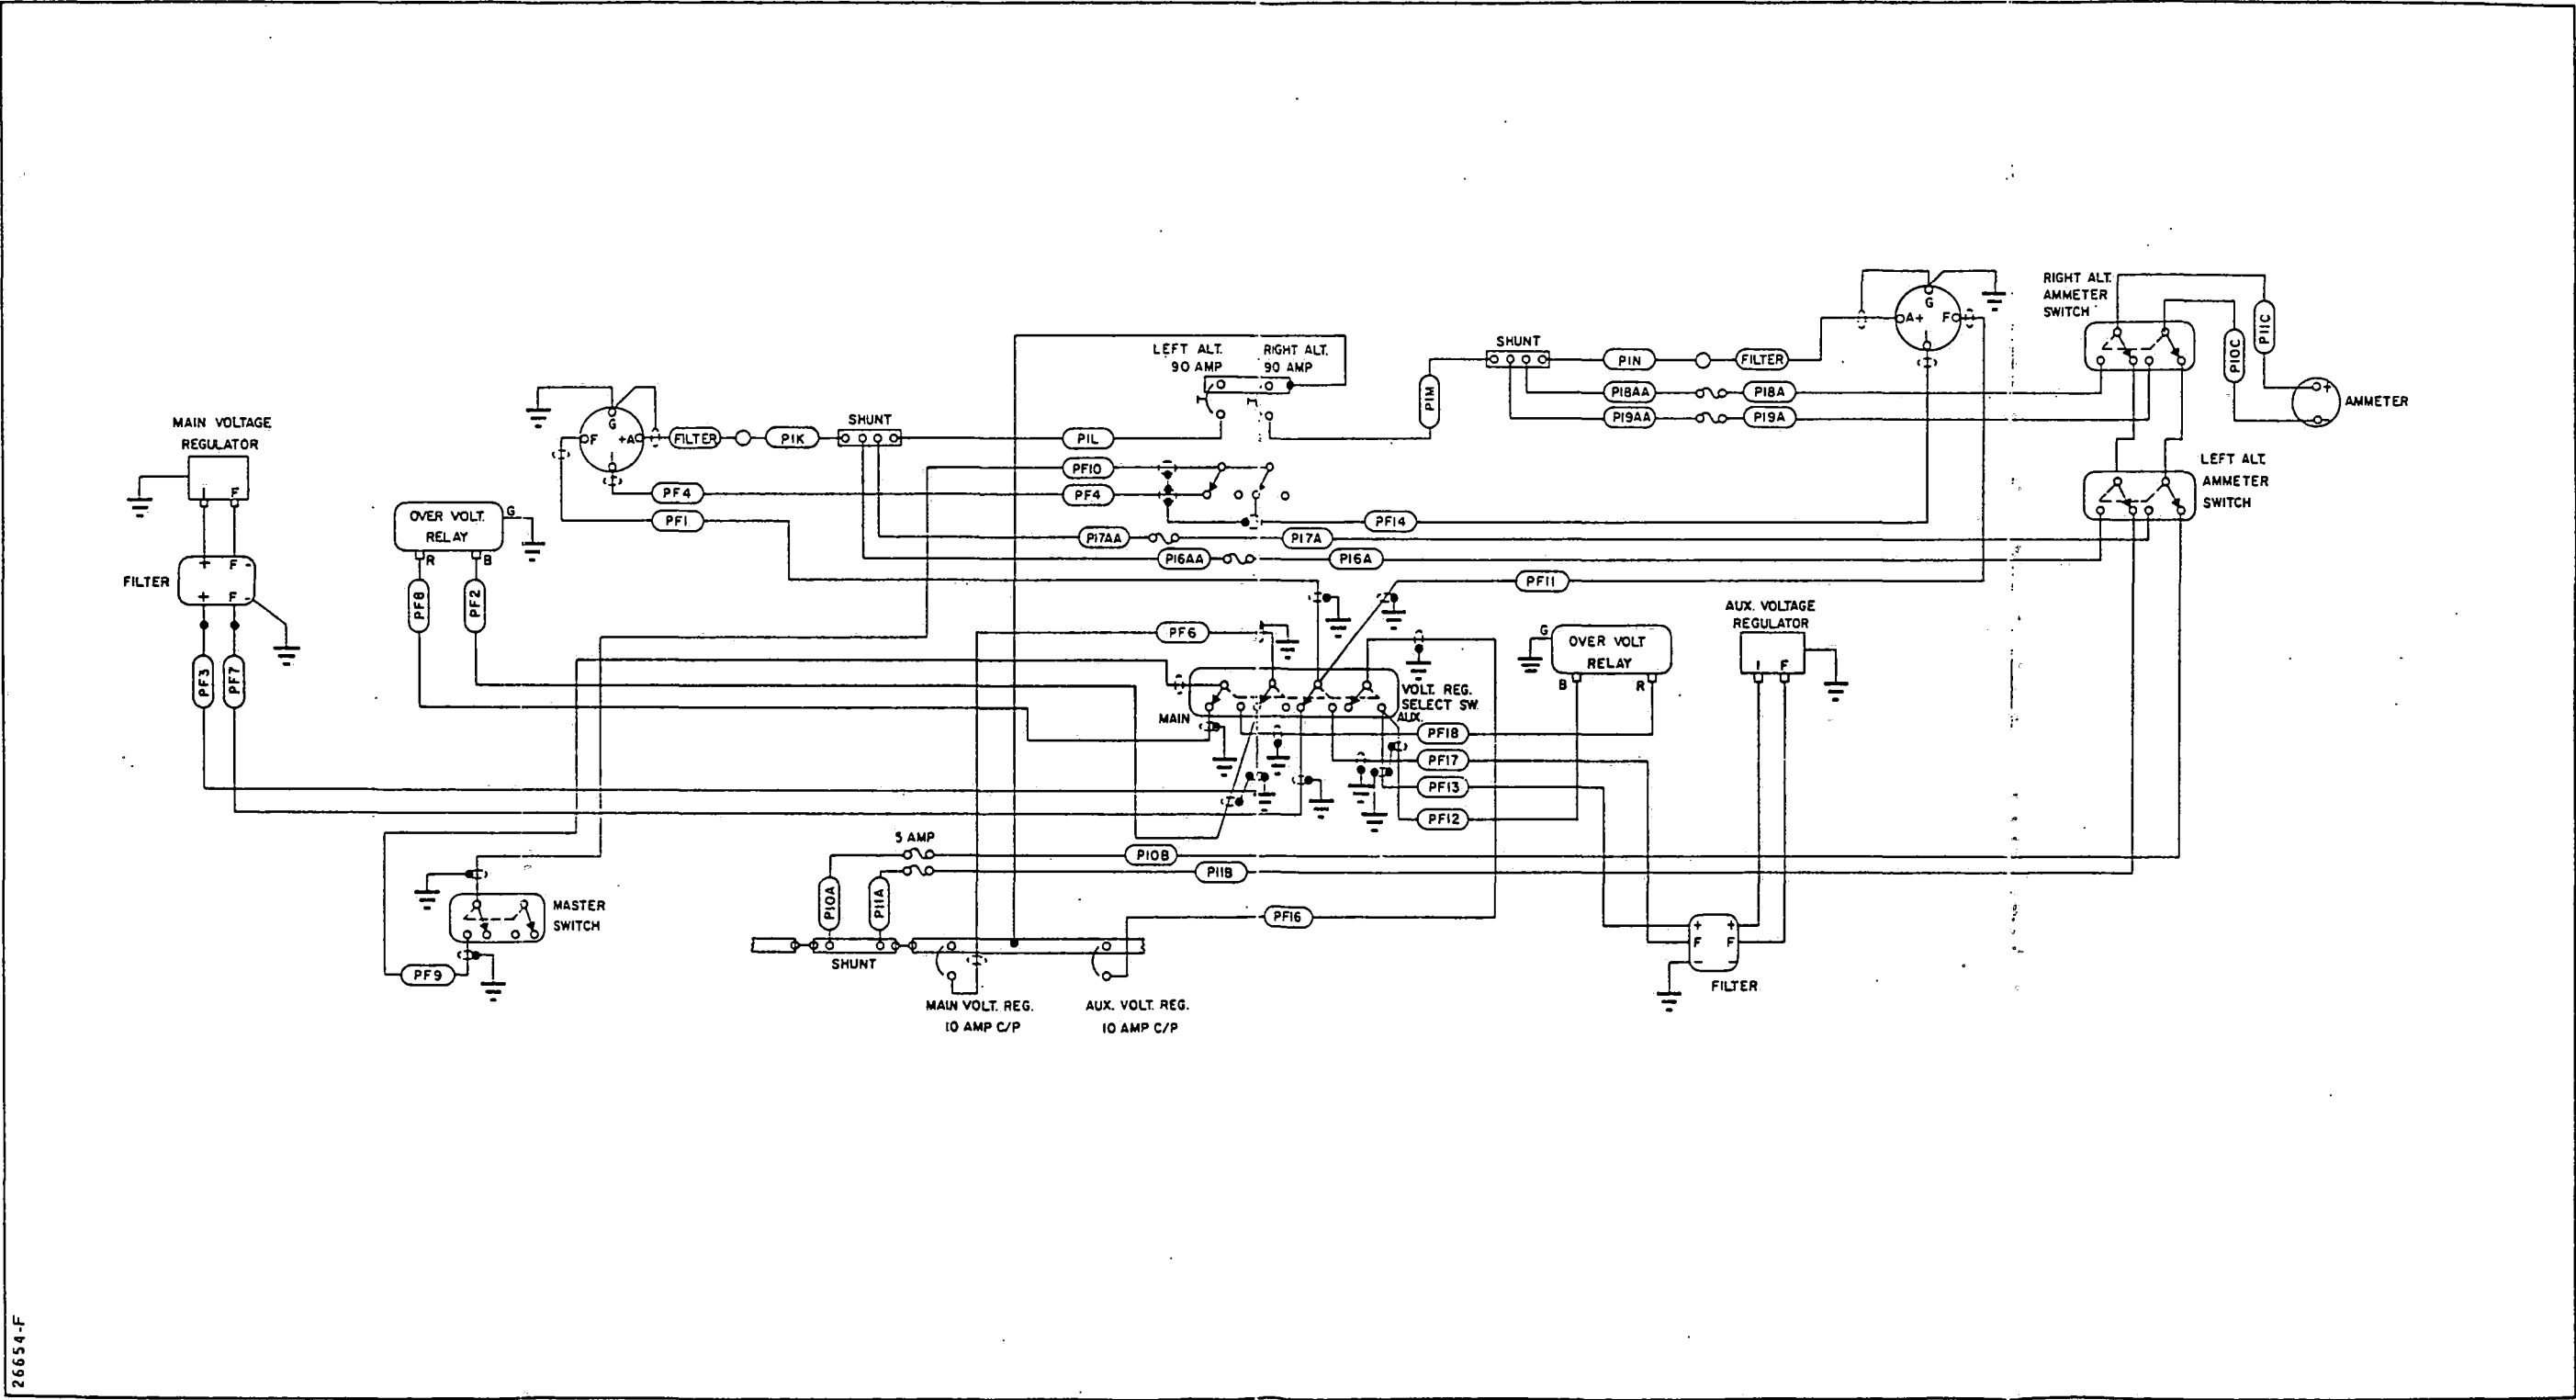 RIGHT ALT.
AMMETER
SWITCH
G
A+
F
I
P11C
P10C
SHUNT
P1N
FILTER
P1M
P18AA
P18A
P19AA
P19A
+
-
AMMETER
LEFT ALT.
90 AMP
RIGHT ALT.
90 AMP
MAIN VOLTAGE
REGULATOR
I
F
G
F
+A
I
FILTER
P1K
SHUNT
P1L
PF10
PF4
PF4
PF1
PF14
P17AA
P17A
P16AA
P16A
PF11
LEFT ALT.
AMMETER
SWITCH
OVER VOLT.
RELAY
G
R
B
PF8
PF2
FILTER
+ F -
+ F -
PF3
PF7
PF6
VOLT. REG.
SELECT SW.
MAIN
AUX.
OVER VOLT
RELAY
G
B
R
AUX. VOLTAGE
REGULATOR
I
F
PF18
PF17
PF13
PF12
5 AMP
P10B
P11B
P10A
P11A
MASTER
SWITCH
PF9
PF16
SHUNT
MAIN VOLT. REG.
10 AMP C/P
AUX. VOLT. REG.
10 AMP C/P
+ +
F F
- -
FILTER
26654-F